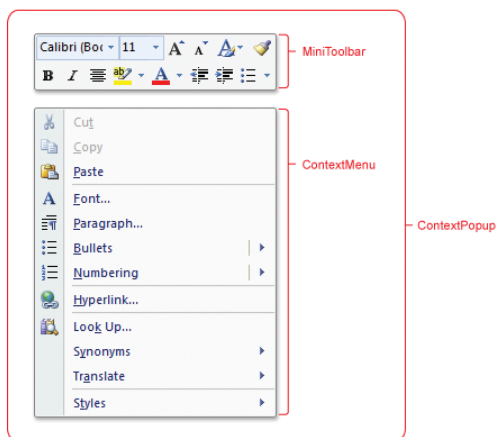 Calibri (Boc 11 A A A
MiniToolbar
B I ab A
Cut
Copy
Paste
ContextMenu
A Font...
Paragraph...
ContextPopup
Bullets
Numbering
Hyperlink...
Look Up...
Synonyms
Translate
Styles